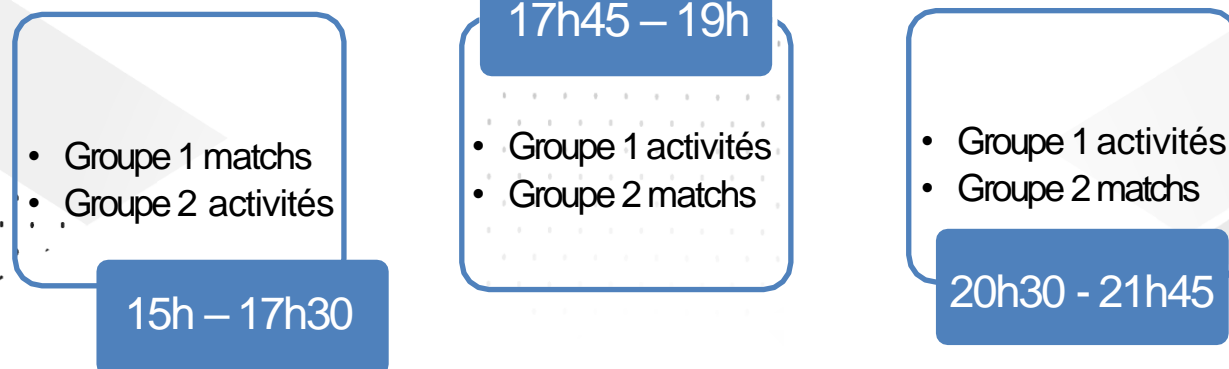 • Groupe 1 matchs
• Groupe 2 activités
15h – 17h30
17h45 – 19h
• Groupe 1 activités
• Groupe 2 matchs
• Groupe 1 activités
• Groupe 2 matchs
20h30 - 21h45